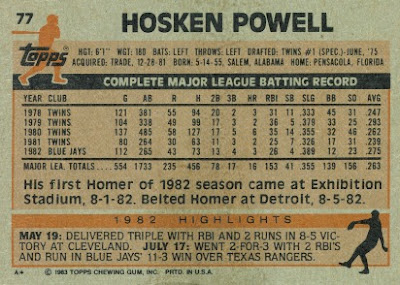 77
HOSKEN POWELL
Topps
HGT: 6'1" WGT: 180 BATS: LEFT THROWS: LEFT DRAFTED: TWINS #1 (SPEC.)-JUNE, '75
ACQUIRED: TRADE, 12-28-81 BORN: 5-14-55, SALEM, ALABAMA HOME: PENSACOLA, FLORIDA
COMPLETE MAJOR LEAGUE BATTING RECORD
YEAR CLUB G AB R H 2B 3B HR RBI SB SLG BB SO AVG
1978 TWINS 121 381 55 94 20 2 3 31 11 .333 45 31 .247
1979 TWINS 104 338 49 99 17 3 2 36 5 .379 33 25 .293
1980 TWINS 137 485 58 127 17 5 6 35 14 .355 32 46 .262
1981 TWINS 80 264 30 63 11 3 2 25 7 .326 17 31 .239
1982 BLUE JAYS 112 265 43 73 13 4 3 26 4 .389 12 23 .275
MAJOR LEA. TOTALS 554 1733 235 456 78 17 16 153 41 .355 139 156 .263
His first Homer of 1982 season came at Exhibition
Stadium, 8-1-82. Belted Homer at Detroit, 8-5-82.
1982 HIGHLIGHTS
MAY 19: DELIVERED TRIPLE WITH RBI AND 2 RUNS IN 8-5 VIC-
TORY AT CLEVELAND. JULY 17: WENT 2-FOR-3 WITH 2 RBI'S
AND RUN IN BLUE JAYS' 11-3 WIN OVER TEXAS RANGERS.
A★ © 1983 TOPPS CHEWING GUM, INC. PRTD. IN U.S.A.